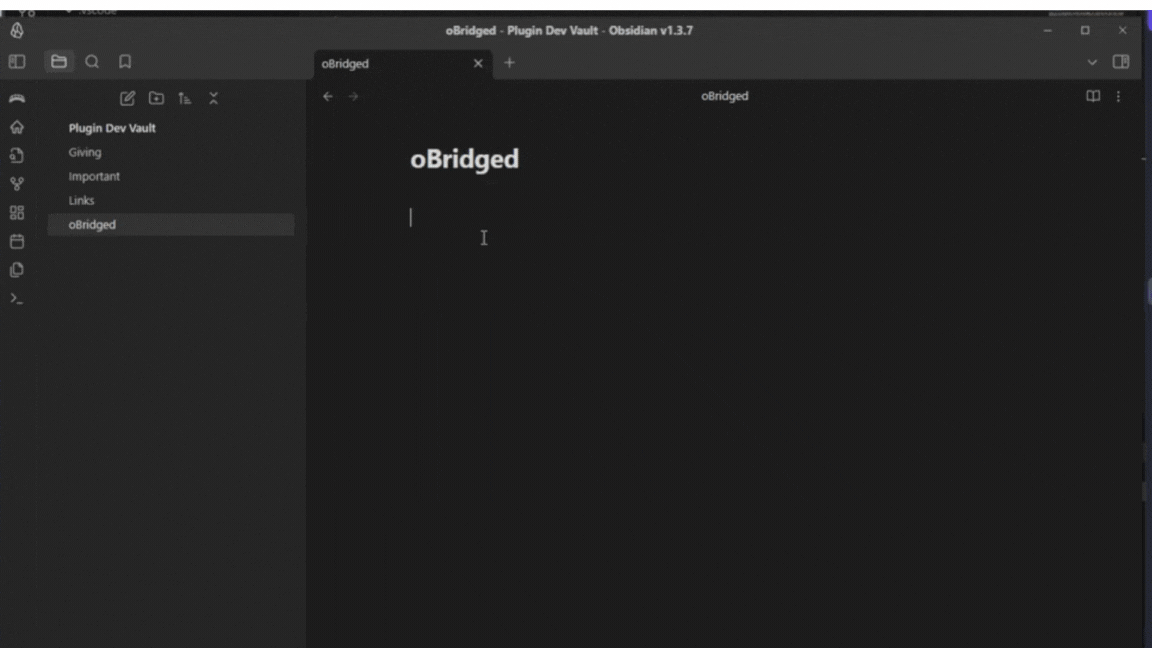 .vscode
oBridged - Plugin Dev Vault - Obsidian v1.3.7
oBridged
oBridged
Plugin Dev Vault
Giving
Important
Links
oBridged
oBridged